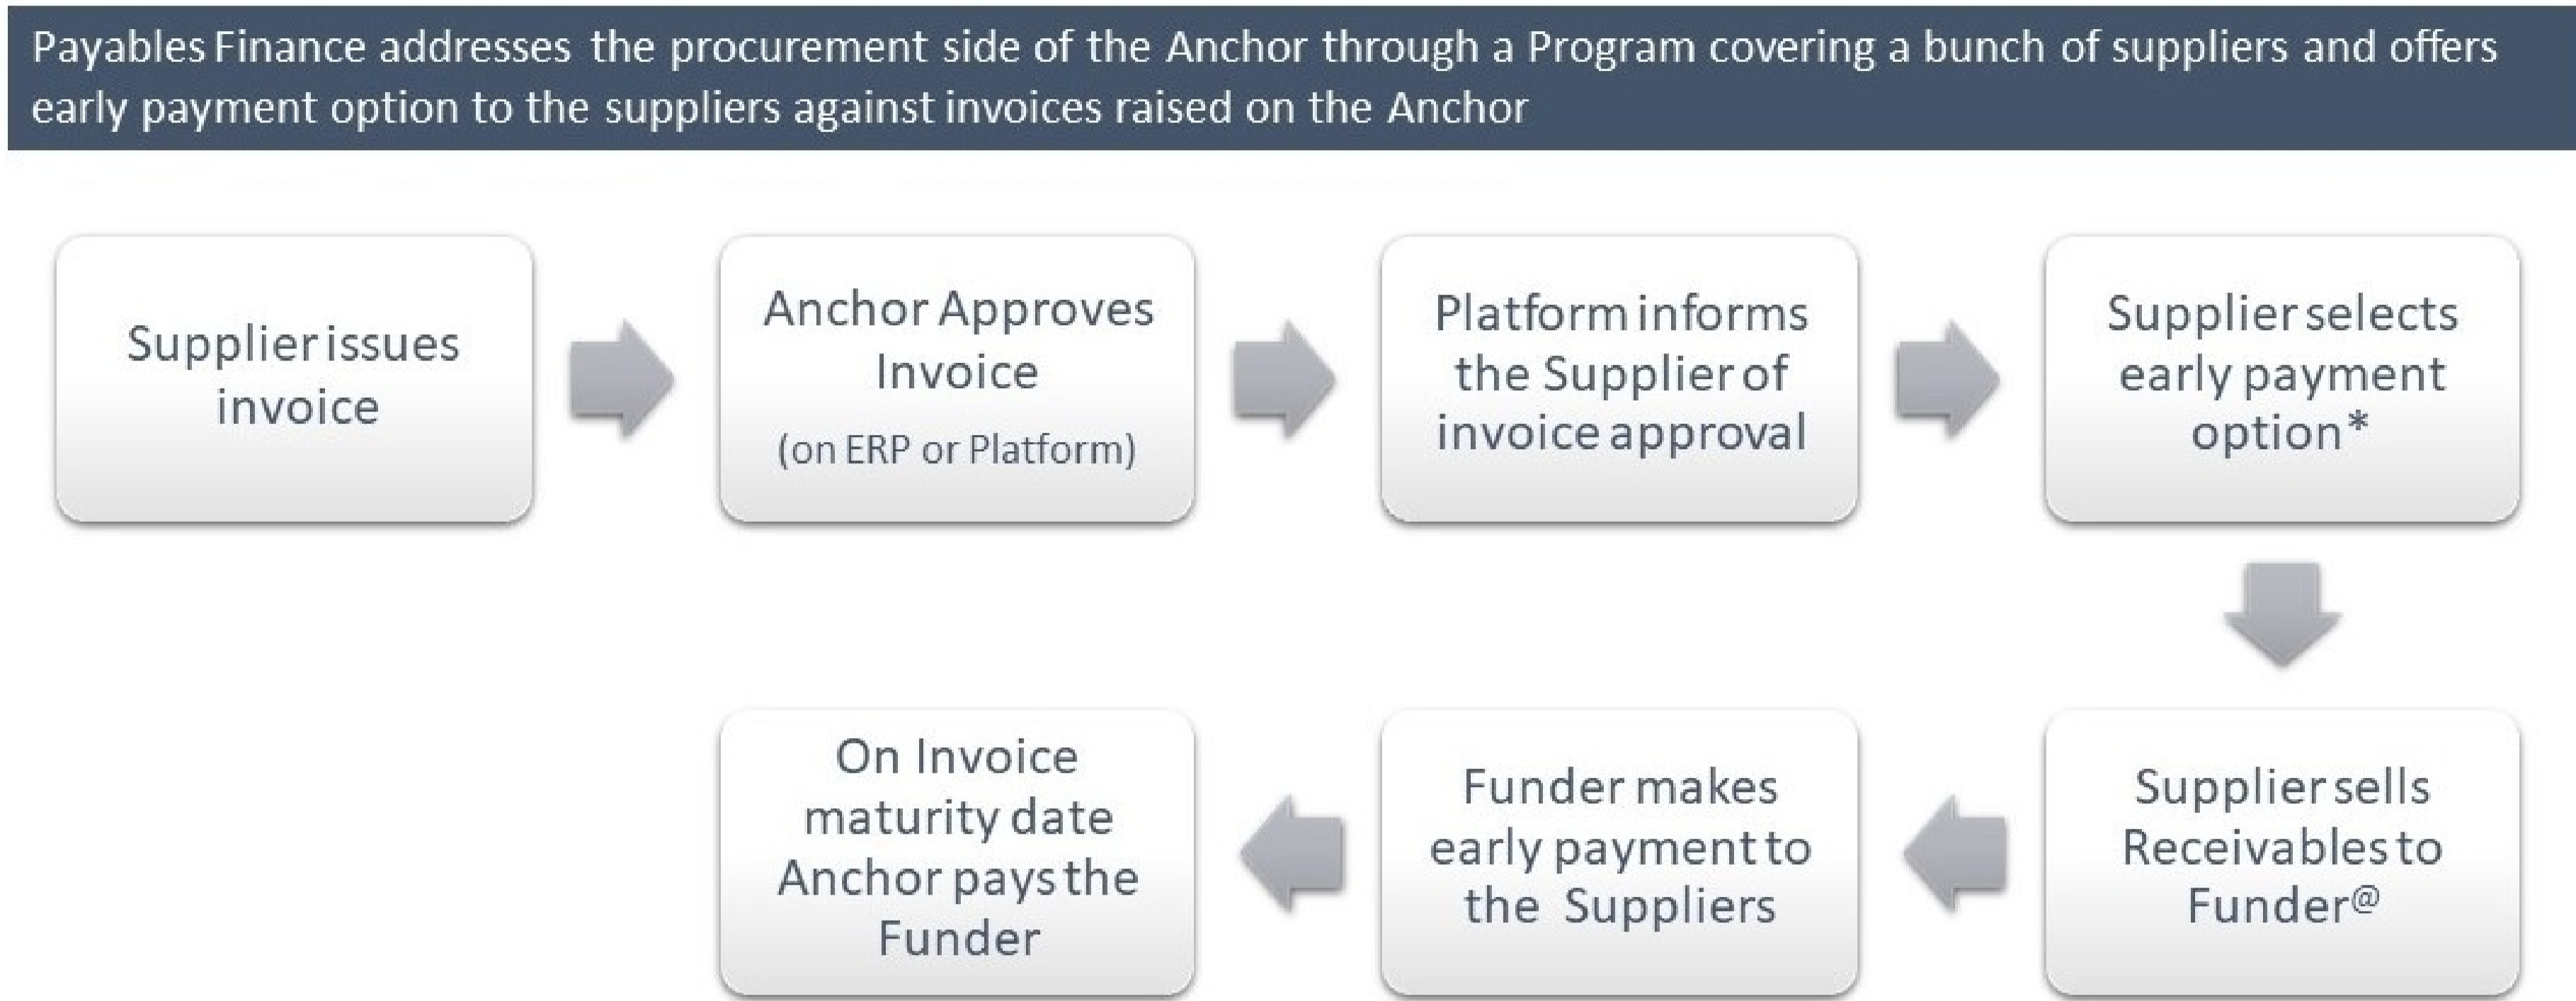 Payables Finance addresses the procurement side of the Anchor through a Program covering a bunch of suppliers and offers
early payment option to the suppliers against invoices raised on the Anchor
Supplier issues
invoice
Anchor Approves
Invoice
(on ERP or Platform)
Platform informs
the Supplier of
invoice approval
Supplier selects
early payment
option*
Supplier sells
Receivables to
Funder@
Funder makes
early payment to
the Suppliers
On Invoice
maturity date
Anchor pays the
Funder